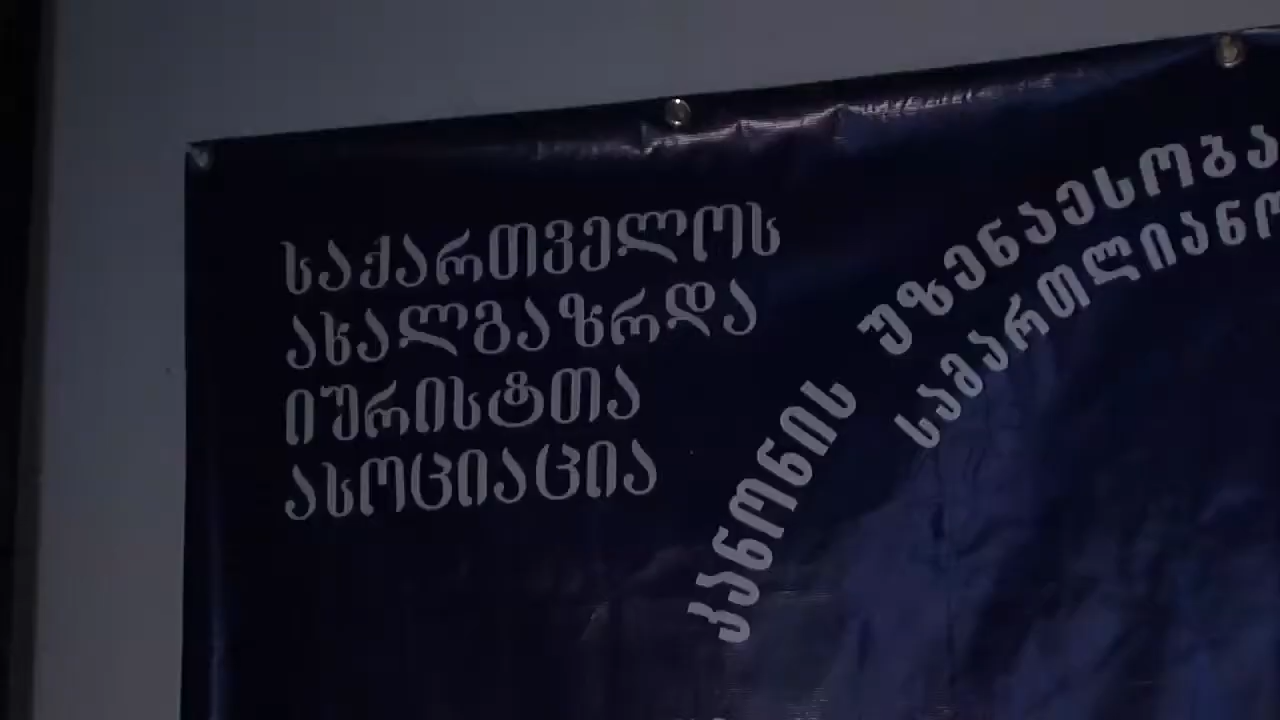 საქართველოს
ახალგაზრდა
იურისტთა
ასოციაცია
კანონის უზენაესობა